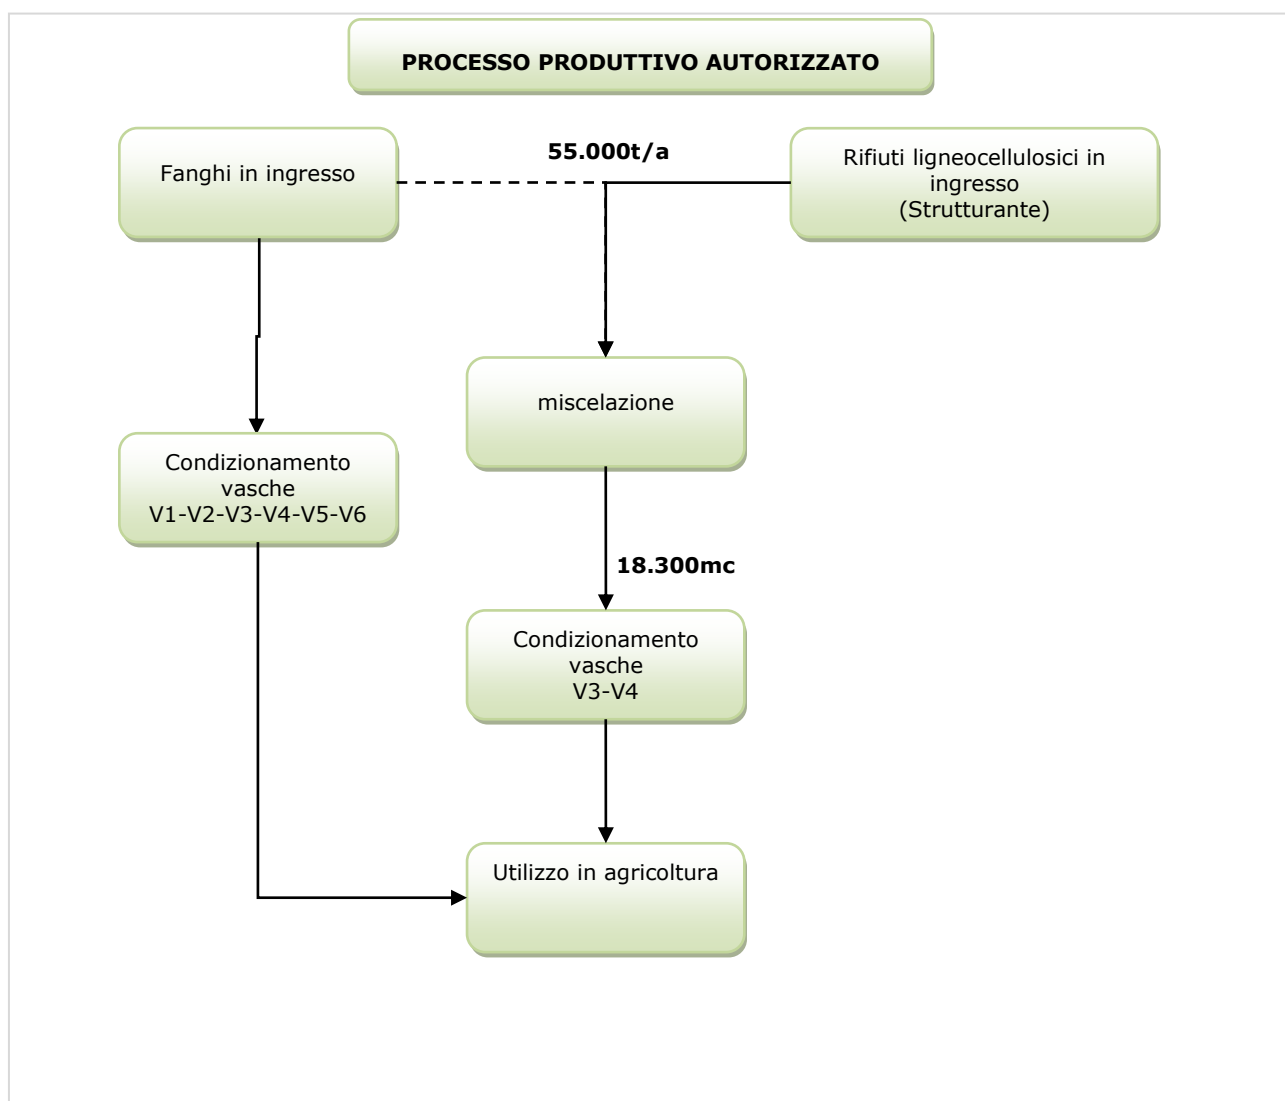 PROCESSO PRODUTTIVO AUTORIZZATO
Fanghi in ingresso
55.000t/a
Rifiuti ligneocellulosici in
ingresso
(Strutturante)
miscelazione
Condizionamento
vasche
V1-V2-V3-V4-V5-V6
18.300mc
Condizionamento
vasche
V3-V4
Utilizzo in agricoltura